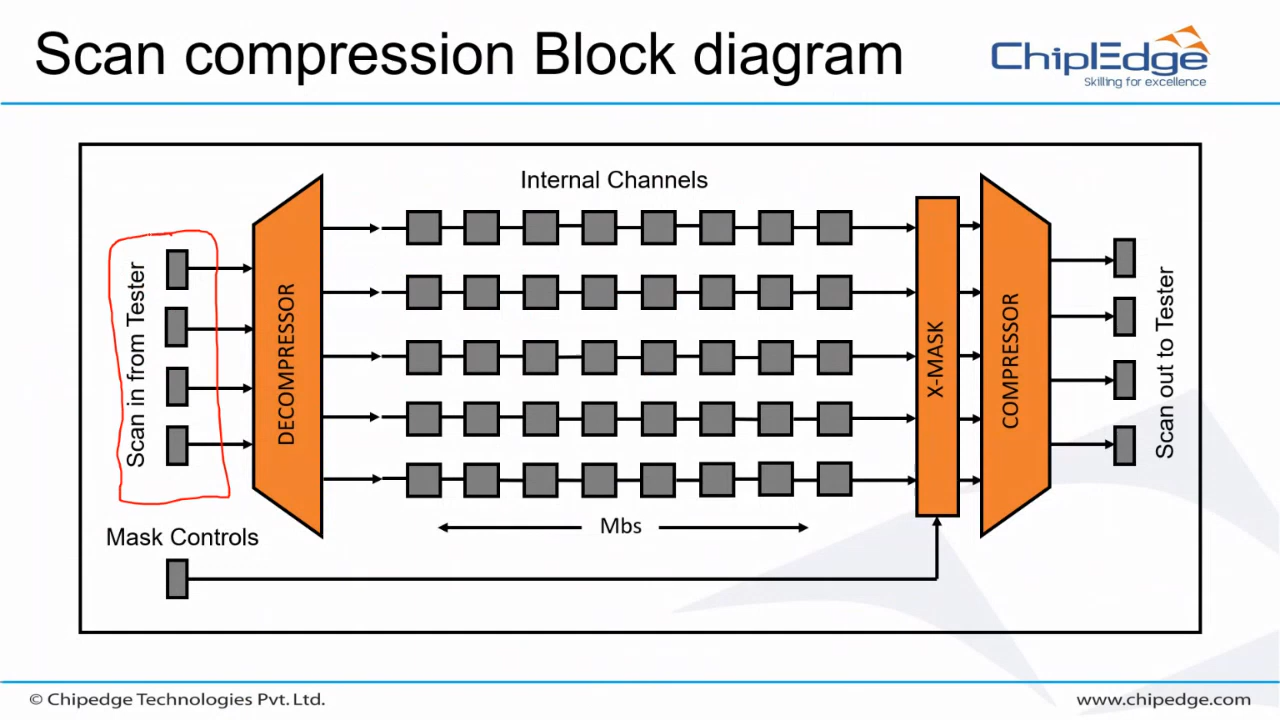 Scan compression Block diagram
ChipEdge
Skilling for excellence
Internal Channels
Scan in from Tester
DECOMPRESSOR
X-MASK
COMPRESSOR
Scan out to Tester
Mbs
Mask Controls
© Chipedge Technologies Pvt. Ltd.
www.chipedge.com